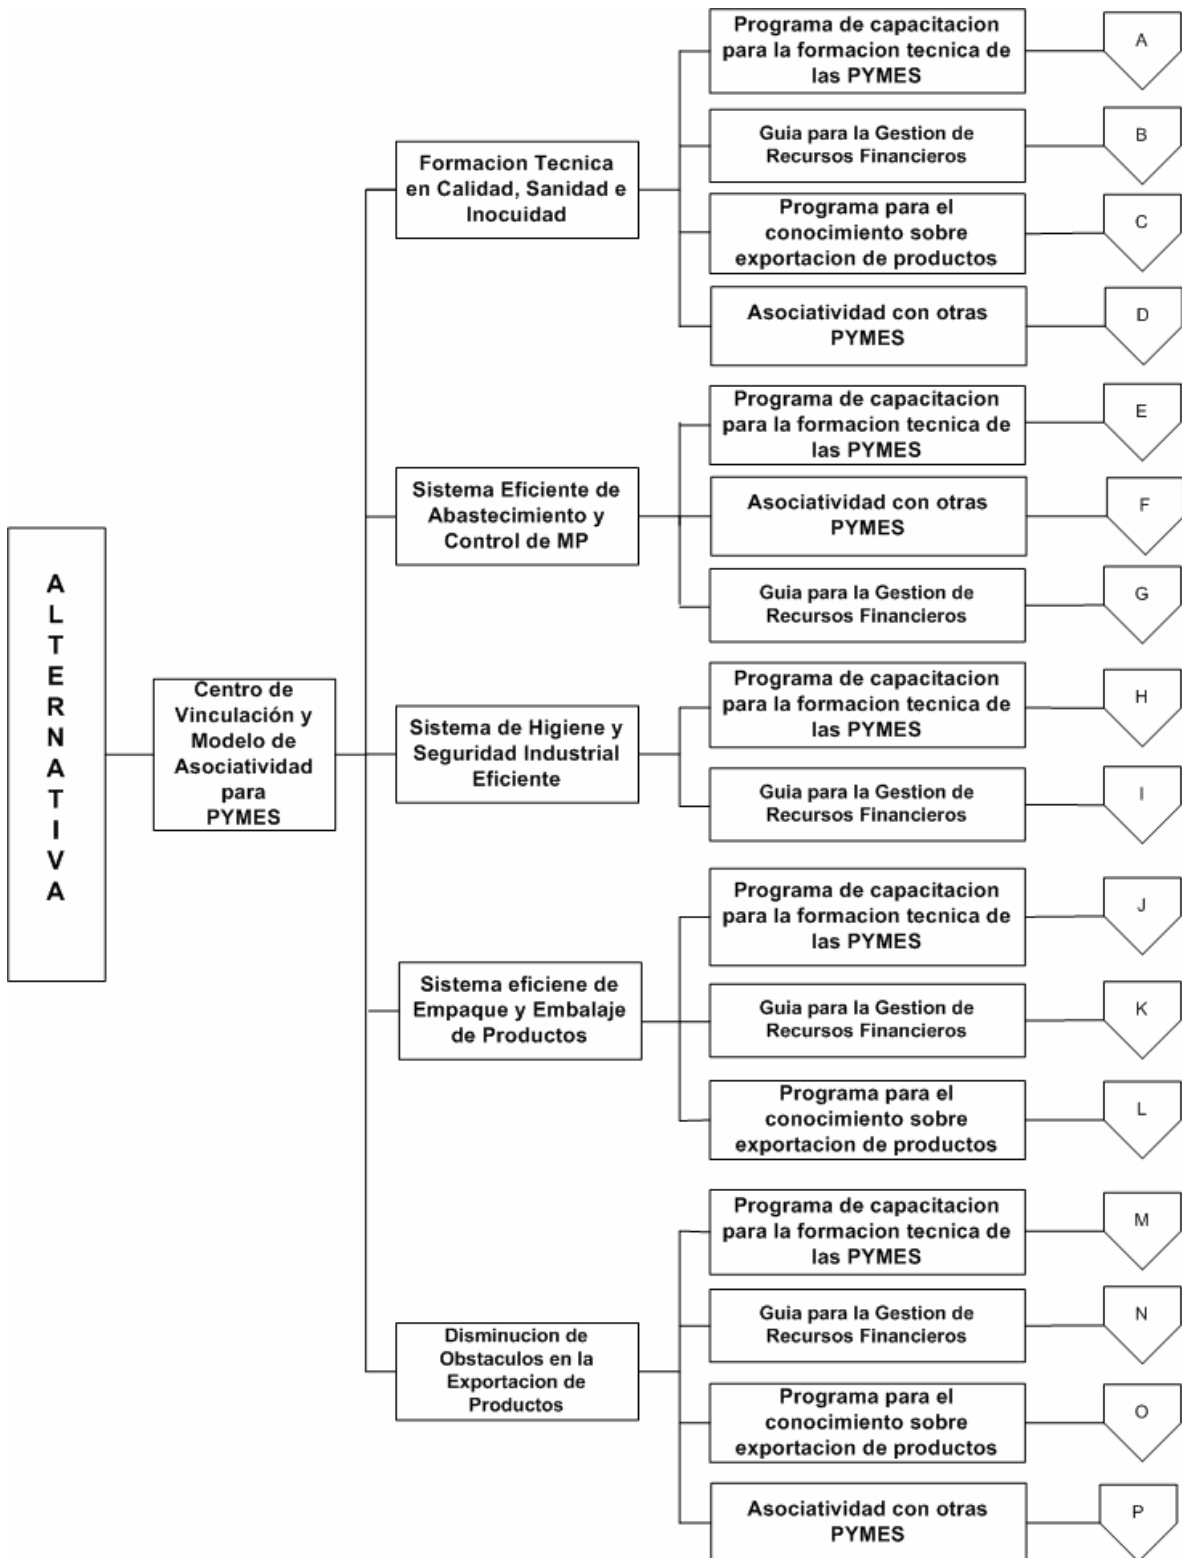 A
L
T
E
R
N
A
T
I
V
A
Centro de
Vinculación y
Modelo de
Asociatividad
para
PYMES
Formacion Tecnica
en Calidad, Sanidad e
Inocuidad
Programa de capacitacion
para la formacion tecnica de
las PYMES
A
Guia para la Gestion de
Recursos Financieros
B
Programa para el
conocimiento sobre
exportacion de productos
C
Asociatividad con otras
PYMES
D
Sistema Eficiente de
Abastecimiento y
Control de MP
Programa de capacitacion
para la formacion tecnica de
las PYMES
E
Asociatividad con otras
PYMES
F
Guia para la Gestion de
Recursos Financieros
G
Sistema de Higiene y
Seguridad Industrial
Eficiente
Programa de capacitacion
para la formacion tecnica de
las PYMES
H
Guia para la Gestion de
Recursos Financieros
I
Sistema eficiene de
Empaque y Embalaje
de Productos
Programa de capacitacion
para la formacion tecnica de
las PYMES
J
Guia para la Gestion de
Recursos Financieros
K
Programa para el
conocimiento sobre
exportacion de productos
L
Disminucion de
Obstaculos en la
Exportacion de
Productos
Programa de capacitacion
para la formacion tecnica de
las PYMES
M
Guia para la Gestion de
Recursos Financieros
N
Programa para el
conocimiento sobre
exportacion de productos
O
Asociatividad con otras
PYMES
P